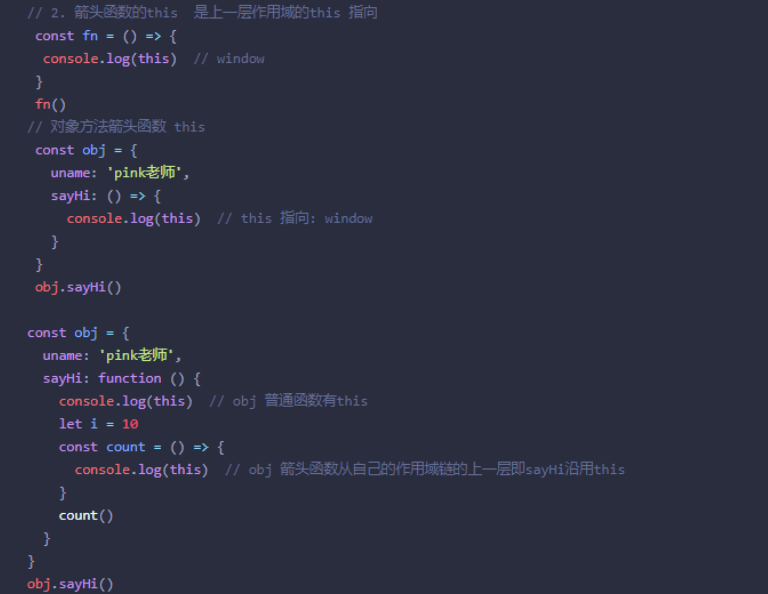 // 2. 箭头函数的this  是上一层作用域的this 指向
const fn = () => {
console.log(this)  // window
}
fn()
// 对象方法箭头函数 this
const obj = {
uname: 'pink老师',
sayHi: () => {
console.log(this)  // this 指向: window
}
}
obj.sayHi()
const obj = {
uname: 'pink老师',
sayHi: function () {
console.log(this)  // obj 普通函数有this
let i = 10
const count = () => {
console.log(this)  // obj 箭头函数从自己的作用域链的上一层即sayHi沿用this
}
count()
}
}
obj.sayHi()